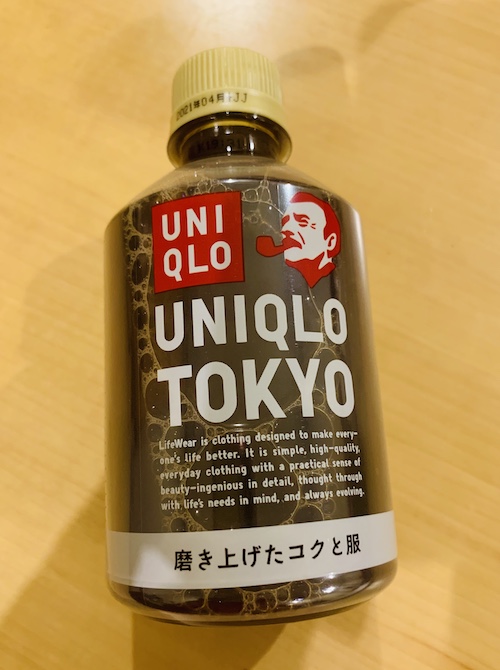 2021年04月
UNI
QLO
UNIQLO
TOKYO
LifeWear is clothing designed to make every-
one's life better. It is simple, high-quality,
everyday clothing with a practical sense of
beauty-ingenious in detail, thought through
with life's needs in mind, and always evolving.
磨き上げたコクと服